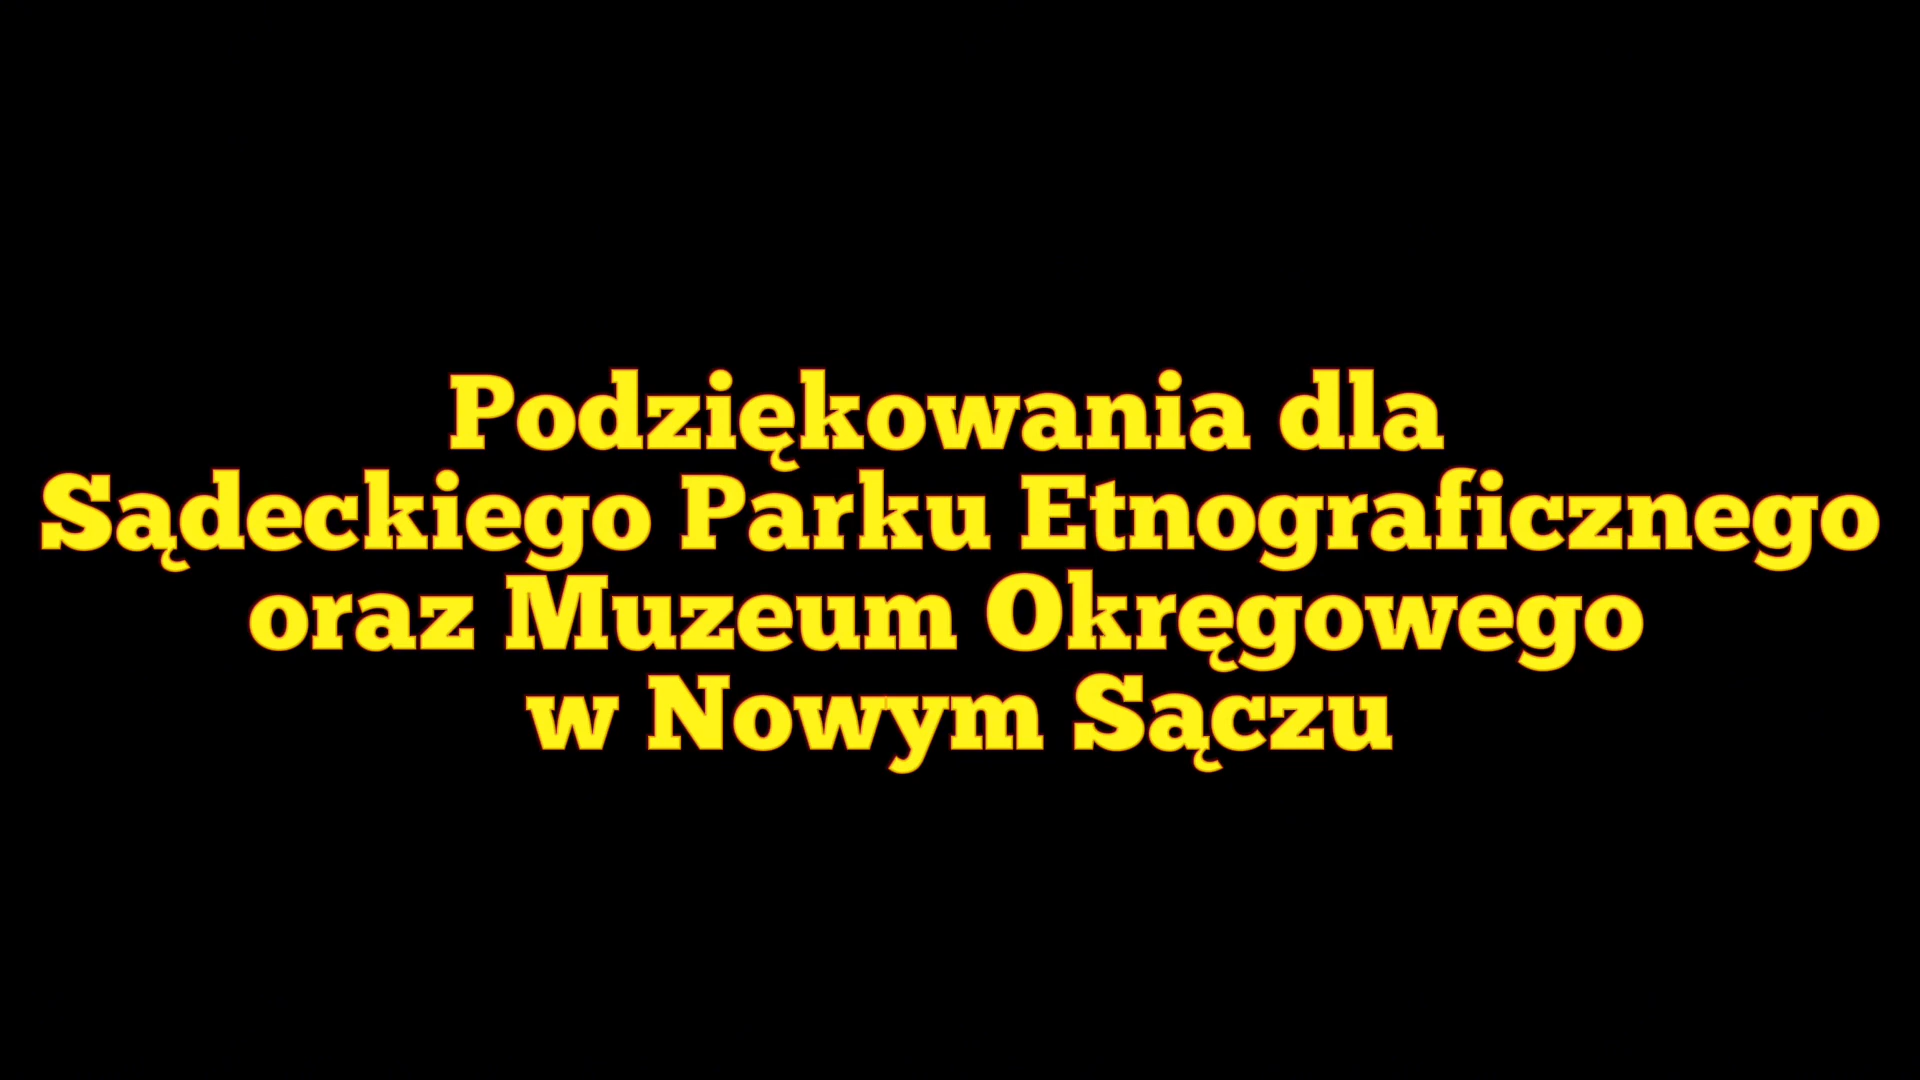 Podziękowania dla
Sądeckiego Parku Etnograficznego
oraz Muzeum Okręgowego
w Nowym Sączu